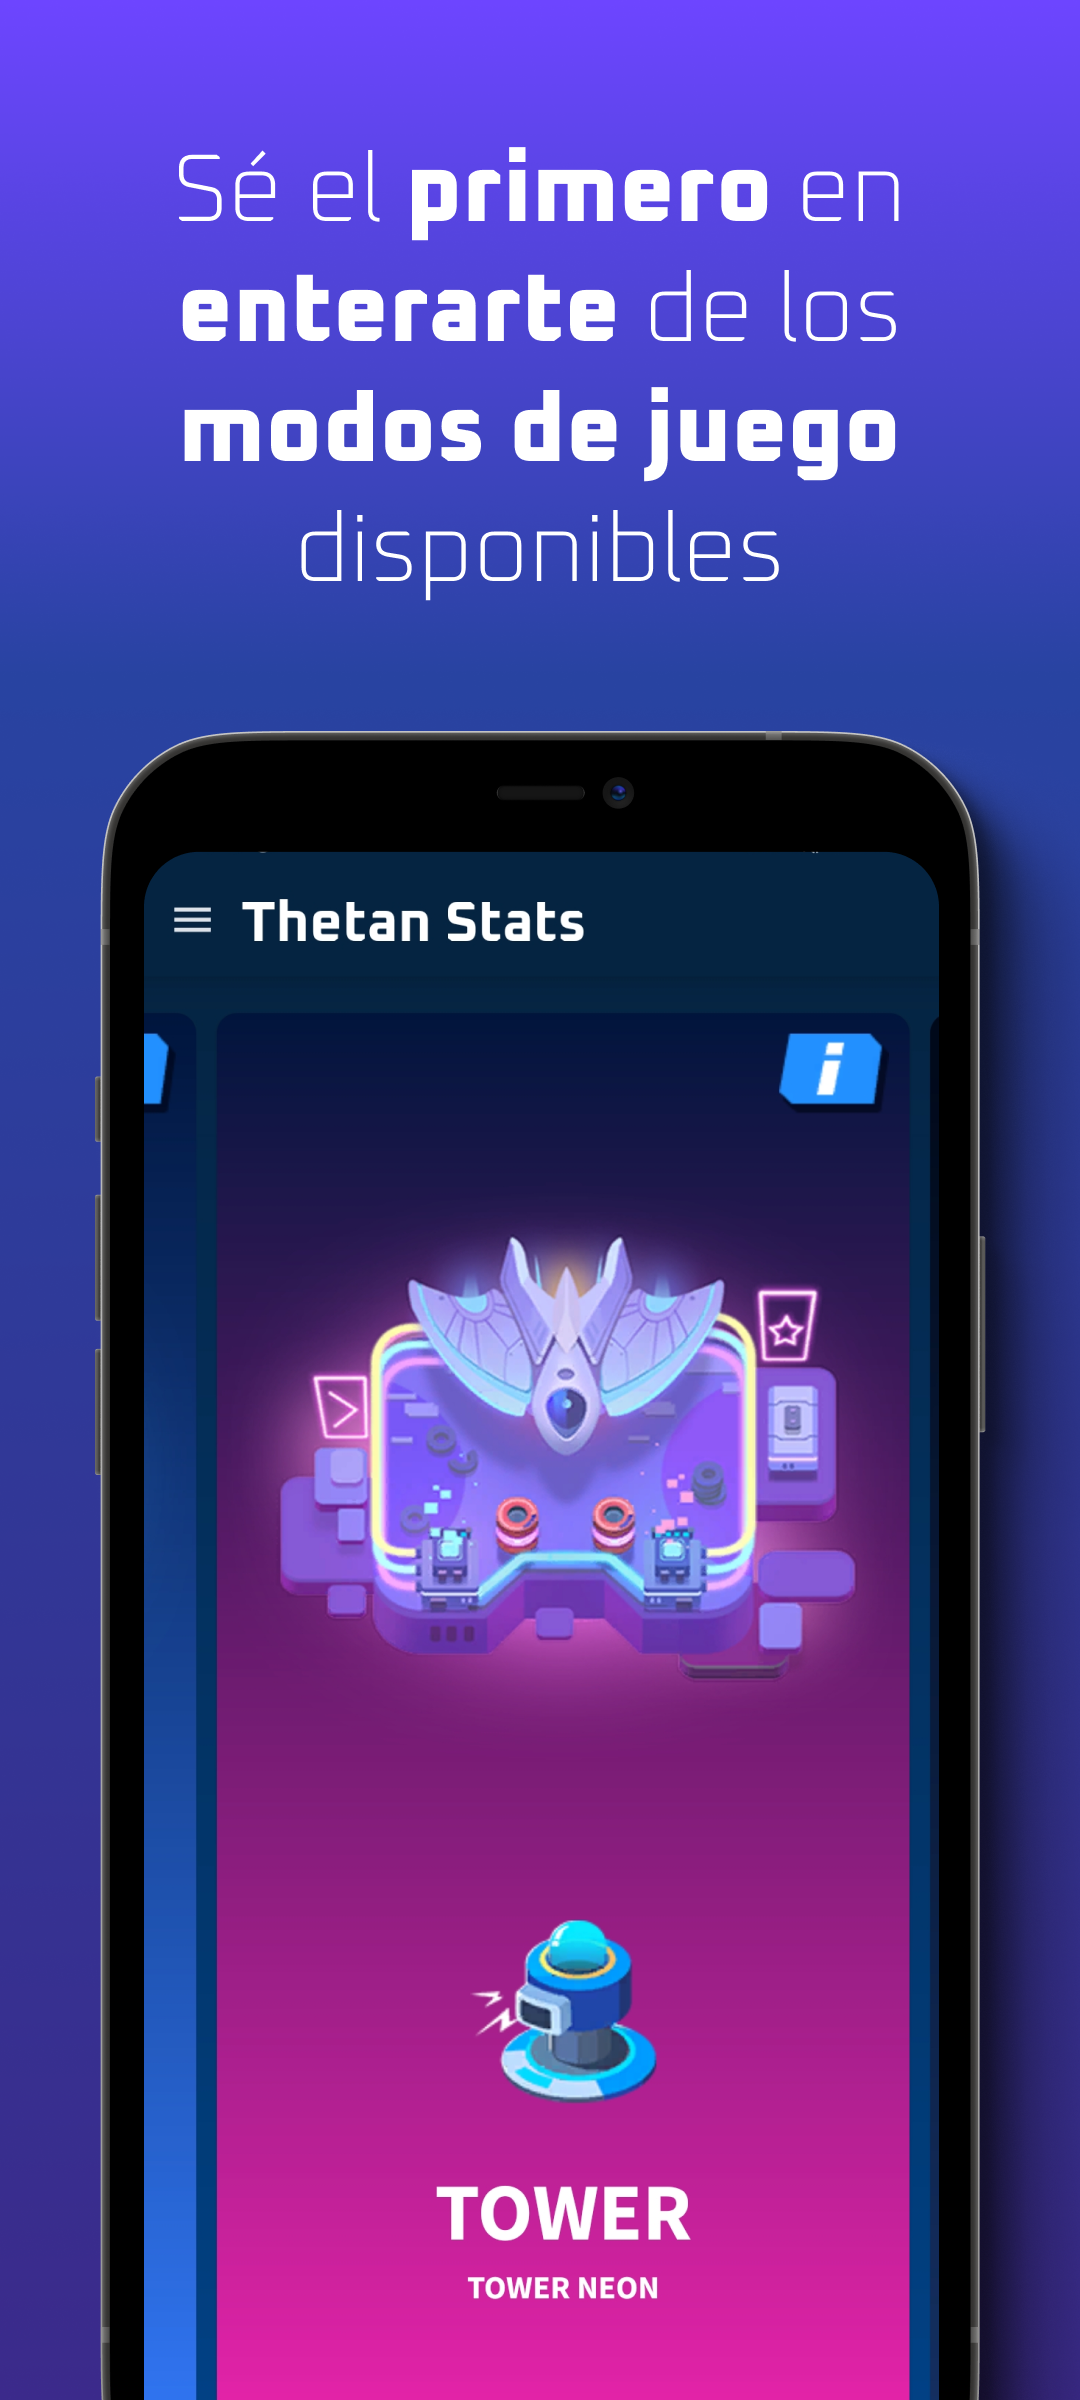 Sé el primero en
enterarte de los
modos de juego
disponibles
Thetan Stats
i
TOWER
TOWER NEON